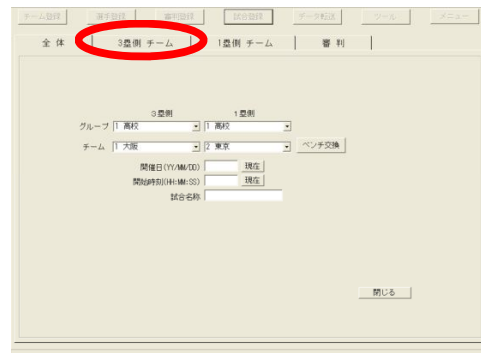 チーム登録 選手登録 審判登録 試合登録 データ転送 ツール メニュー
全 体 3塁側 チーム 1塁側 チーム 審 判
3塁側 1塁側
グループ 1 高校 1 高校
チーム 1 大阪 2 東京 ベンチ交換
開催日(YY/MM/DD) 現在
開始時刻(HH:MM:SS) 現在
試合名称
閉じる